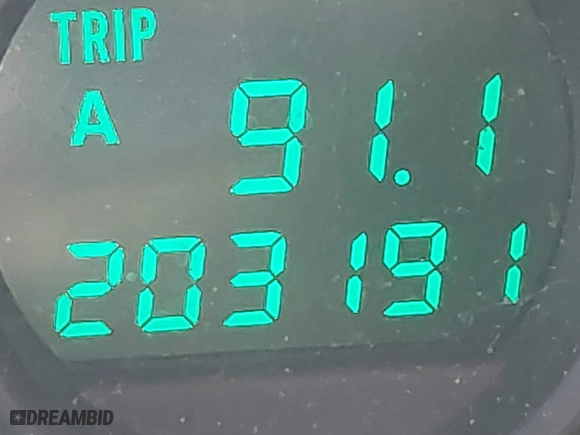 TRIP
A 91.1
203191
DREAMBID